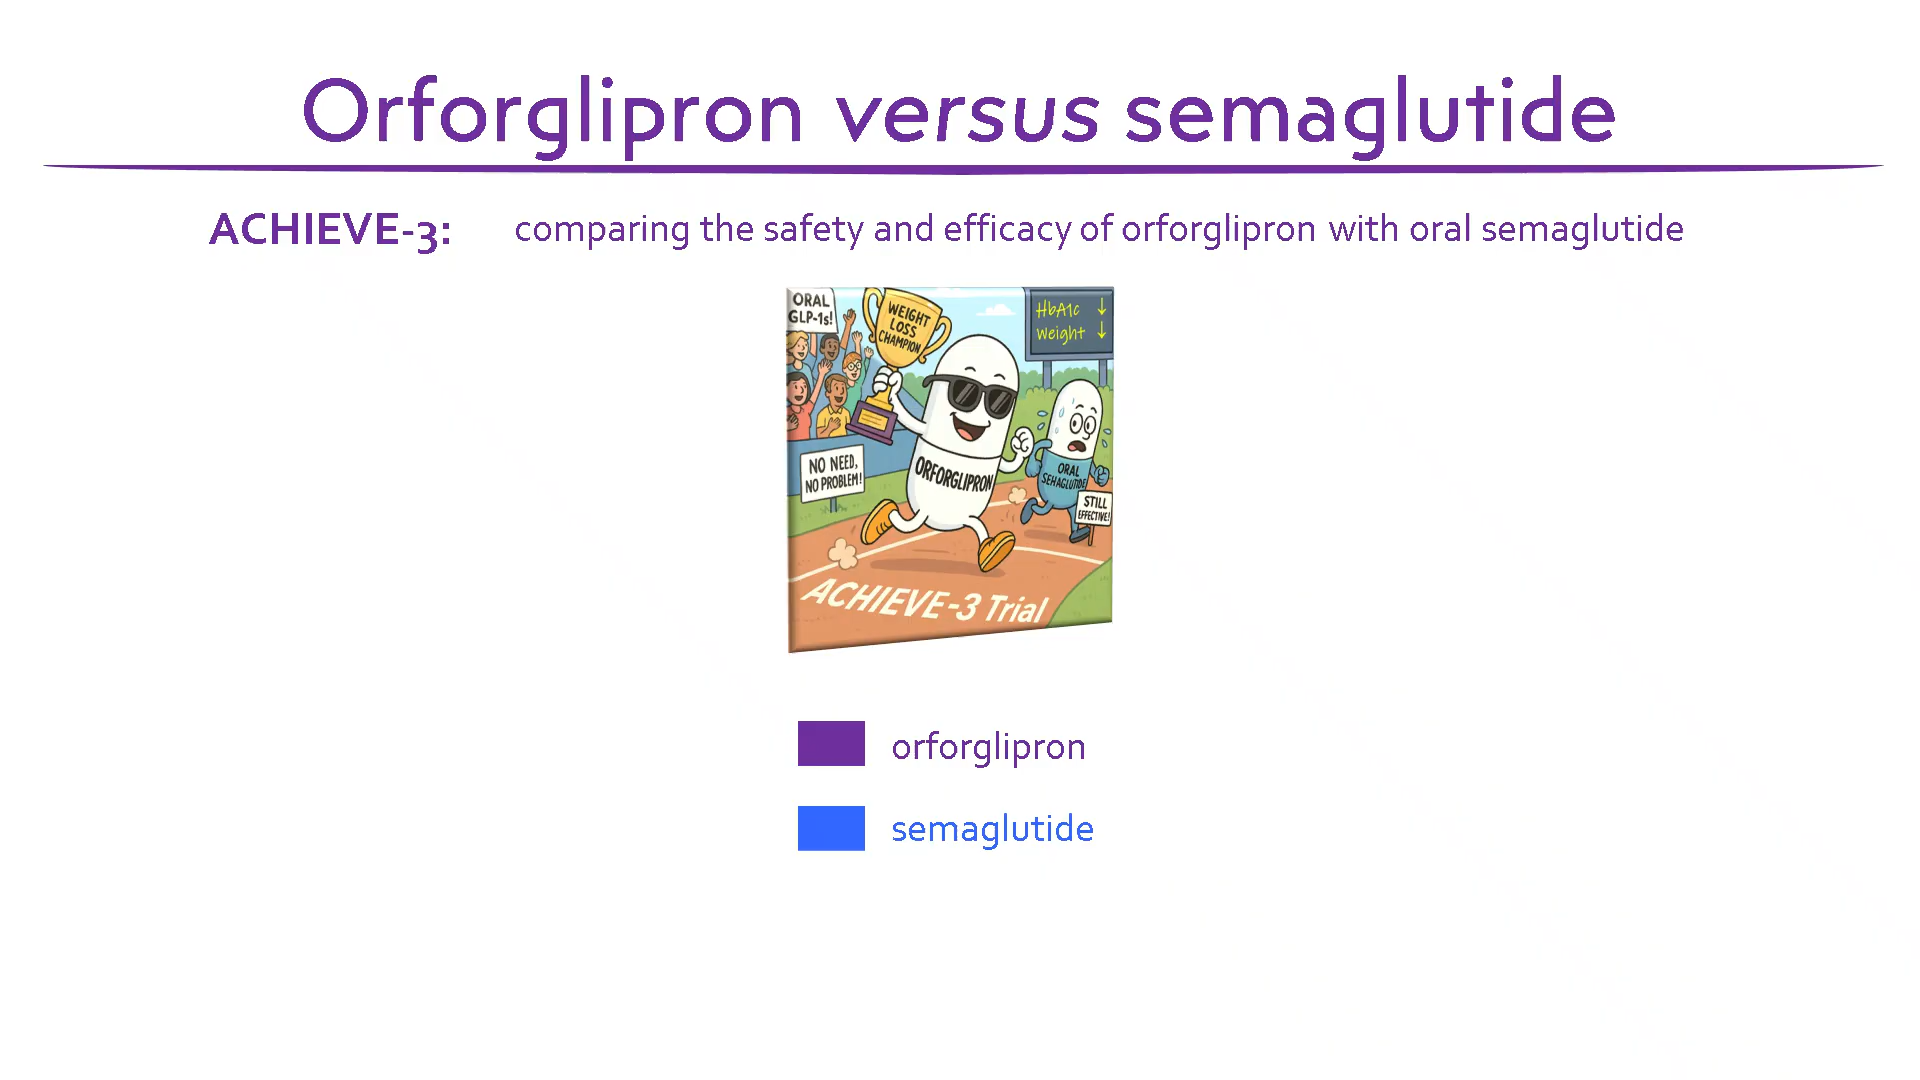 Orforglipron versus semaglutide
ACHIEVE-3: comparing the safety and efficacy of orforglipron with oral semaglutide
ORAL
GLP-1s!
WEIGHT
LOSS
CHAMPION
HbA1c ↓
Weight ↓
NO NEED,
NO PROBLEM!
ORFORGLIPRON
ORAL
SEHAGLUTIDE
STILL
EFFECTIVE!
ACHIEVE-3 Trial
orforglipron
semaglutide